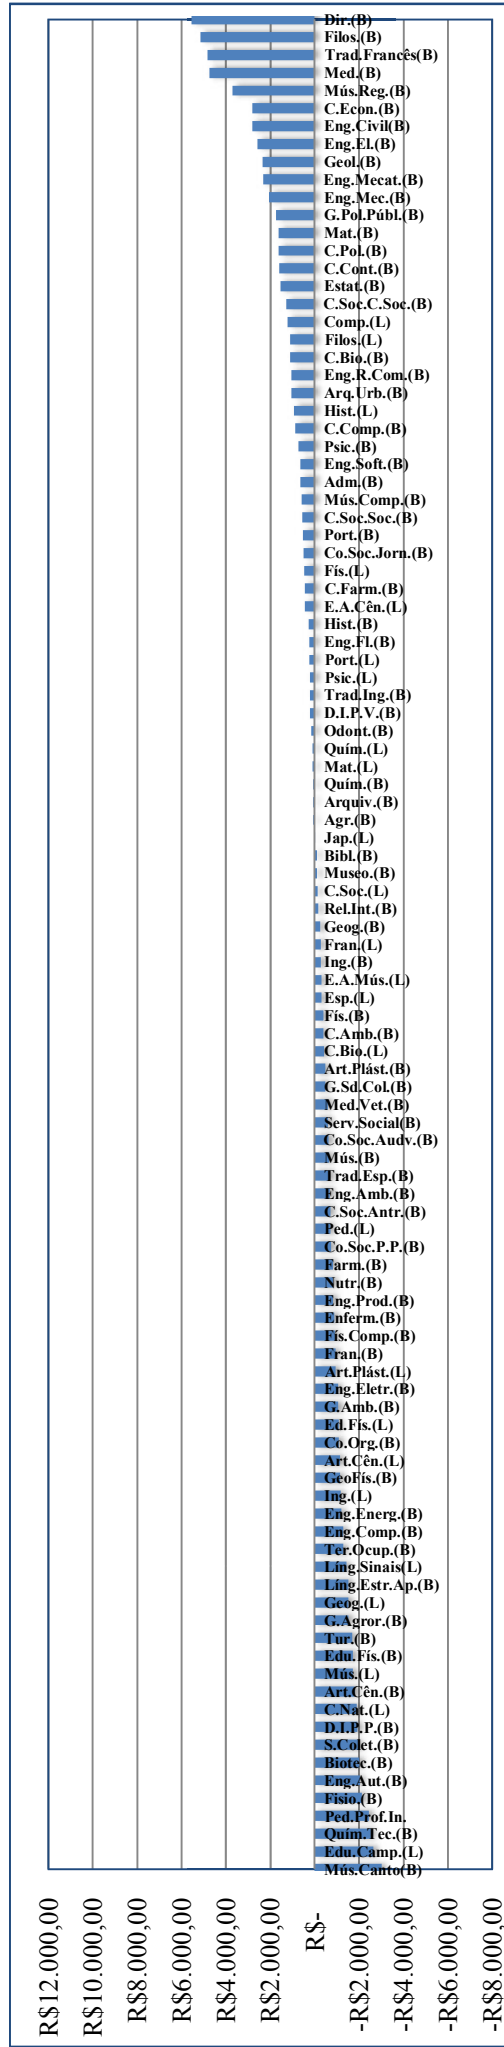 Dir.(B)
Filos.(B)
Trad.Francês(B)
Med.(B)
Mús.Reg.(B)
C.Econ.(B)
Eng.Civil(B)
Eng.El.(B)
Geol.(B)
Eng.Mecat.(B)
Eng.Mec.(B)
G.Pol.Públ.(B)
Mat.(B)
C.Pol.(B)
C.Cont.(B)
Estat.(B)
C.Soc.C.Soc.(B)
Comp.(L)
Filos.(L)
C.Bio.(B)
Eng.R.Com.(B)
Arq.Urb.(B)
Hist.(L)
C.Comp.(B)
Psic.(B)
Eng.Soft.(B)
Adm.(B)
Mús.Comp.(B)
C.Soc.Soc.(B)
Port.(B)
Co.Soc.Jorn.(B)
Fís.(L)
C.Farm.(B)
E.A.Cên.(L)
Hist.(B)
Eng.Fl.(B)
Port.(L)
Psic.(L)
Trad.Ing.(B)
D.I.P.V.(B)
Odont.(B)
Quím.(L)
Mat.(L)
Quím.(B)
Arquiv.(B)
Agr.(B)
Jap.(L)
Bibl.(B)
Museo.(B)
C.Soc.(L)
Rel.Int.(B)
Geog.(B)
Fran.(L)
Ing.(B)
E.A.Mús.(L)
Esp.(L)
Fís.(B)
C.Amb.(B)
C.Bio.(L)
Art.Plást.(B)
G.Sd.Col.(B)
Med.Vet.(B)
Serv.Social(B)
Co.Soc.Audv.(B)
Mús.(B)
Trad.Esp.(B)
Eng.Amb.(B)
C.Soc.Antr.(B)
Ped.(L)
Co.Soc.P.P.(B)
Farm.(B)
Nutr.(B)
Eng.Prod.(B)
Enferm.(B)
Fís.Comp.(B)
Fran.(B)
Art.Plást.(L)
Eng.Eletr.(B)
G.Amb.(B)
Ed.Fís.(L)
Co.Org.(B)
Art.Cên.(L)
GeoFís.(B)
Ing.(L)
Eng.Energ.(B)
Eng.Comp.(B)
Ter.Ocup.(B)
Líng.Sinais(L)
Líng.Estr.Ap.(B)
Geog.(L)
G.Agror.(B)
Tur.(B)
Edu.Fís.(B)
Mús.(L)
Art.Cên.(B)
C.Nat.(L)
D.I.P.P.(B)
S.Colet.(B)
Biotec.(B)
Eng.Aut.(B)
Fisio.(B)
Ped.Prof.In.
Quím.Tec.(B)
Edu.Camp.(L)
Mús.Canto(B)
R$12.000,00
R$10.000,00
R$8.000,00
R$6.000,00
R$4.000,00
R$2.000,00
R$-
-R$2.000,00
-R$4.000,00
-R$6.000,00
-R$8.000,00